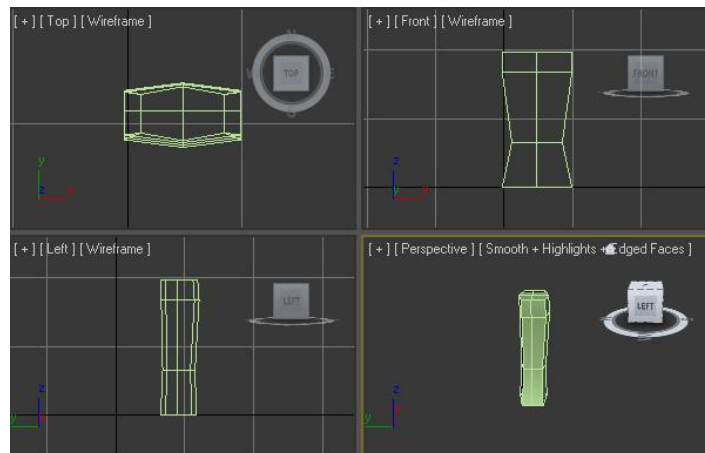 [ + ] [ Top ] [ Wireframe ]
N
W
TOP
E
S
y
z
x
[ + ] [ Front ] [ Wireframe ]
FRONT
z
y
x
[ + ] [ Left ] [ Wireframe ]
LEFT
z
y
[ + ] [ Perspective ] [ Smooth + Highlights + Edged Faces ]
LEFT
z
y